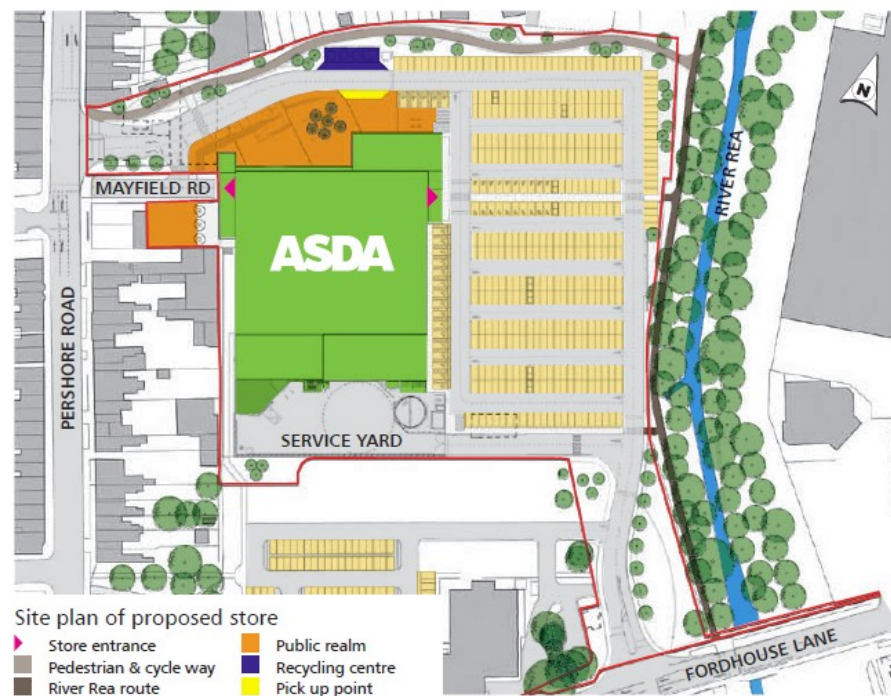 N
RIVER REA
MAYFIELD RD
ASDA
PERSHORE ROAD
SERVICE YARD
FORDHOUSE LANE
Site plan of proposed store
Store entrance
Pedestrian & cycle way
River Rea route
Public realm
Recycling centre
Pick up point